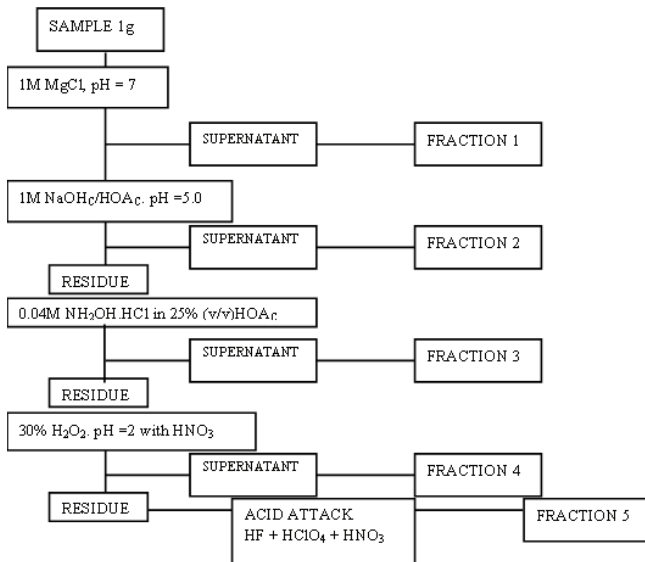 SAMPLE 1g
1M MgCl, pH = 7
SUPERNATANT
FRACTION 1
1M NaOHC/HOAC. pH =5.0
SUPERNATANT
FRACTION 2
RESIDUE
0.04M NH2OH.HCl in 25% (v/v)HOAC
SUPERNATANT
FRACTION 3
RESIDUE
30% H2O2. pH =2 with HNO3
SUPERNATANT
FRACTION 4
RESIDUE
ACID ATTACK
HF + HClO4 + HNO3
FRACTION 5